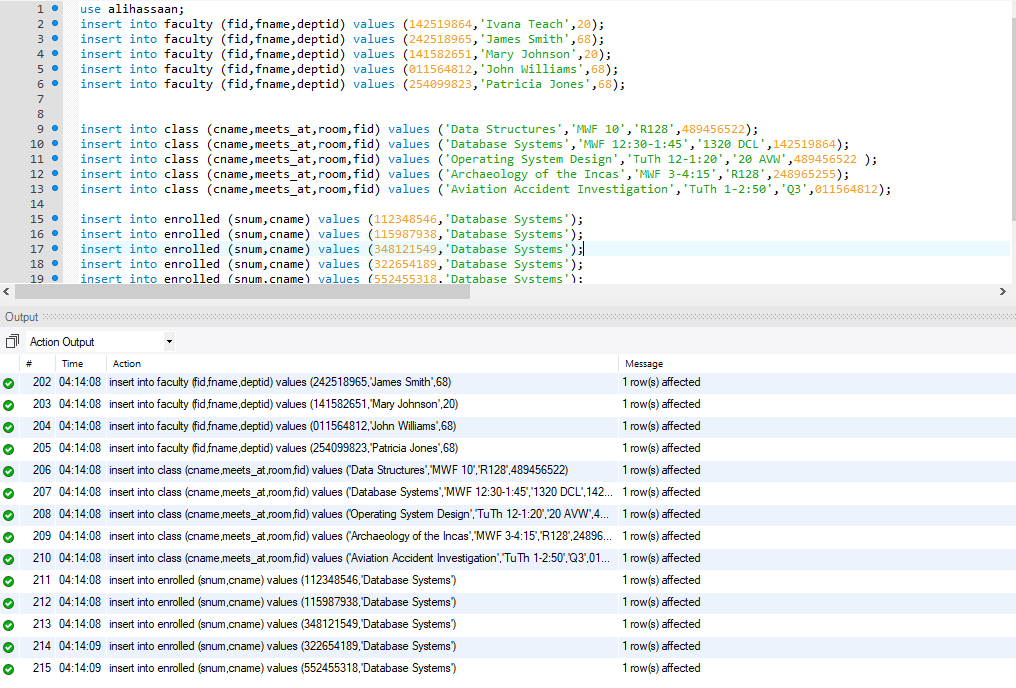 1 use alihassaan;
2 insert into faculty (fid,fname,deptid) values (142519864,'Ivana Teach',20);
3 insert into faculty (fid,fname,deptid) values (242518965,'James Smith',68);
4 insert into faculty (fid,fname,deptid) values (141582651,'Mary Johnson',20);
5 insert into faculty (fid,fname,deptid) values (011564812,'John Williams',68);
6 insert into faculty (fid,fname,deptid) values (254099823,'Patricia Jones',68);
7
8
9 insert into class (cname,meets_at,room,fid) values ('Data Structures','MWF 10','R128',489456522);
10 insert into class (cname,meets_at,room,fid) values ('Database Systems','MWF 12:30-1:45','1320 DCL',142519864);
11 insert into class (cname,meets_at,room,fid) values ('Operating System Design','TuTh 12-1:20','20 AVW',489456522 );
12 insert into class (cname,meets_at,room,fid) values ('Archaeology of the Incas','MWF 3-4:15','R128',248965255);
13 insert into class (cname,meets_at,room,fid) values ('Aviation Accident Investigation','TuTh 1-2:50','Q3',011564812);
14
15 insert into enrolled (snum,cname) values (112348546,'Database Systems');
16 insert into enrolled (snum,cname) values (115987938,'Database Systems');
17 insert into enrolled (snum,cname) values (348121549,'Database Systems');
18 insert into enrolled (snum,cname) values (322654189,'Database Systems');
19 insert into enrolled (snum,cname) values (552455318,'Database Systems');
Output
Action Output
# Time Action Message
202 04:14:08 insert into faculty (fid,fname,deptid) values (242518965,'James Smith',68) 1 row(s) affected
203 04:14:08 insert into faculty (fid,fname,deptid) values (141582651,'Mary Johnson',20) 1 row(s) affected
204 04:14:08 insert into faculty (fid,fname,deptid) values (011564812,'John Williams',68) 1 row(s) affected
205 04:14:08 insert into faculty (fid,fname,deptid) values (254099823,'Patricia Jones',68) 1 row(s) affected
206 04:14:08 insert into class (cname,meets_at,room,fid) values ('Data Structures','MWF 10','R128',489456522) 1 row(s) affected
207 04:14:08 insert into class (cname,meets_at,room,fid) values ('Database Systems','MWF 12:30-1:45','1320 DCL',142... 1 row(s) affected
208 04:14:08 insert into class (cname,meets_at,room,fid) values ('Operating System Design','TuTh 12-1:20','20 AVW',4... 1 row(s) affected
209 04:14:08 insert into class (cname,meets_at,room,fid) values ('Archaeology of the Incas','MWF 3-4:15','R128',24896... 1 row(s) affected
210 04:14:08 insert into class (cname,meets_at,room,fid) values ('Aviation Accident Investigation','TuTh 1-2:50','Q3',01... 1 row(s) affected
211 04:14:08 insert into enrolled (snum,cname) values (112348546,'Database Systems') 1 row(s) affected
212 04:14:08 insert into enrolled (snum,cname) values (115987938,'Database Systems') 1 row(s) affected
213 04:14:08 insert into enrolled (snum,cname) values (348121549,'Database Systems') 1 row(s) affected
214 04:14:09 insert into enrolled (snum,cname) values (322654189,'Database Systems') 1 row(s) affected
215 04:14:09 insert into enrolled (snum,cname) values (552455318,'Database Systems') 1 row(s) affected